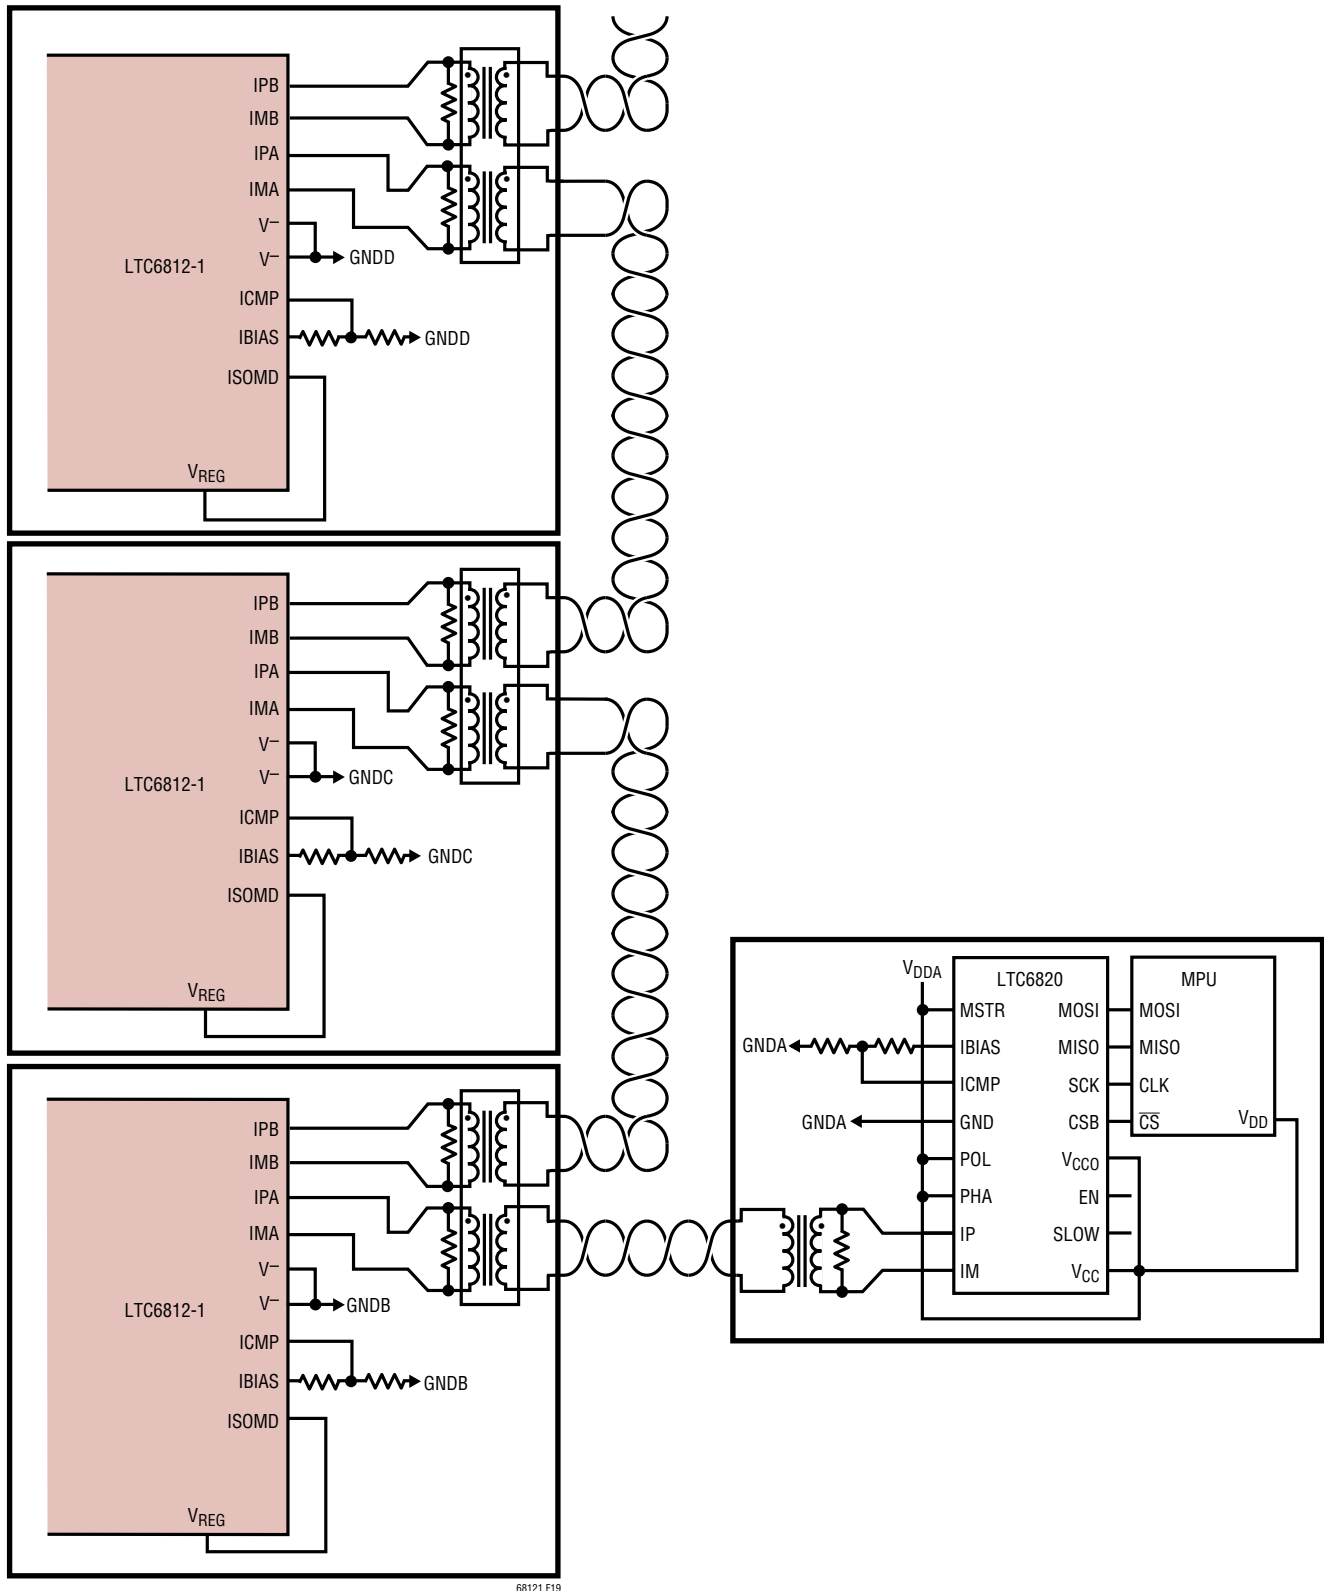 IPB
IMB
IPA
IMA
V–
V–
GNDD
LTC6812-1
ICMP
IBIAS
GNDD
ISOMD
VREG
IPB
IMB
IPA
IMA
V–
V–
GNDC
LTC6812-1
ICMP
IBIAS
GNDC
ISOMD
VREG
IPB
IMB
IPA
IMA
V–
V–
GNDB
LTC6812-1
ICMP
IBIAS
GNDB
ISOMD
VREG
VDDA
LTC6820
MSTR
IBIAS
GNDA
ICMP
GNDA
GND
POL
PHA
IP
IM
MOSI
MISO
SCK
CSB
VCCO
EN
SLOW
VCC
MPU
MOSI
MISO
CLK
CS
VDD
68121 F19